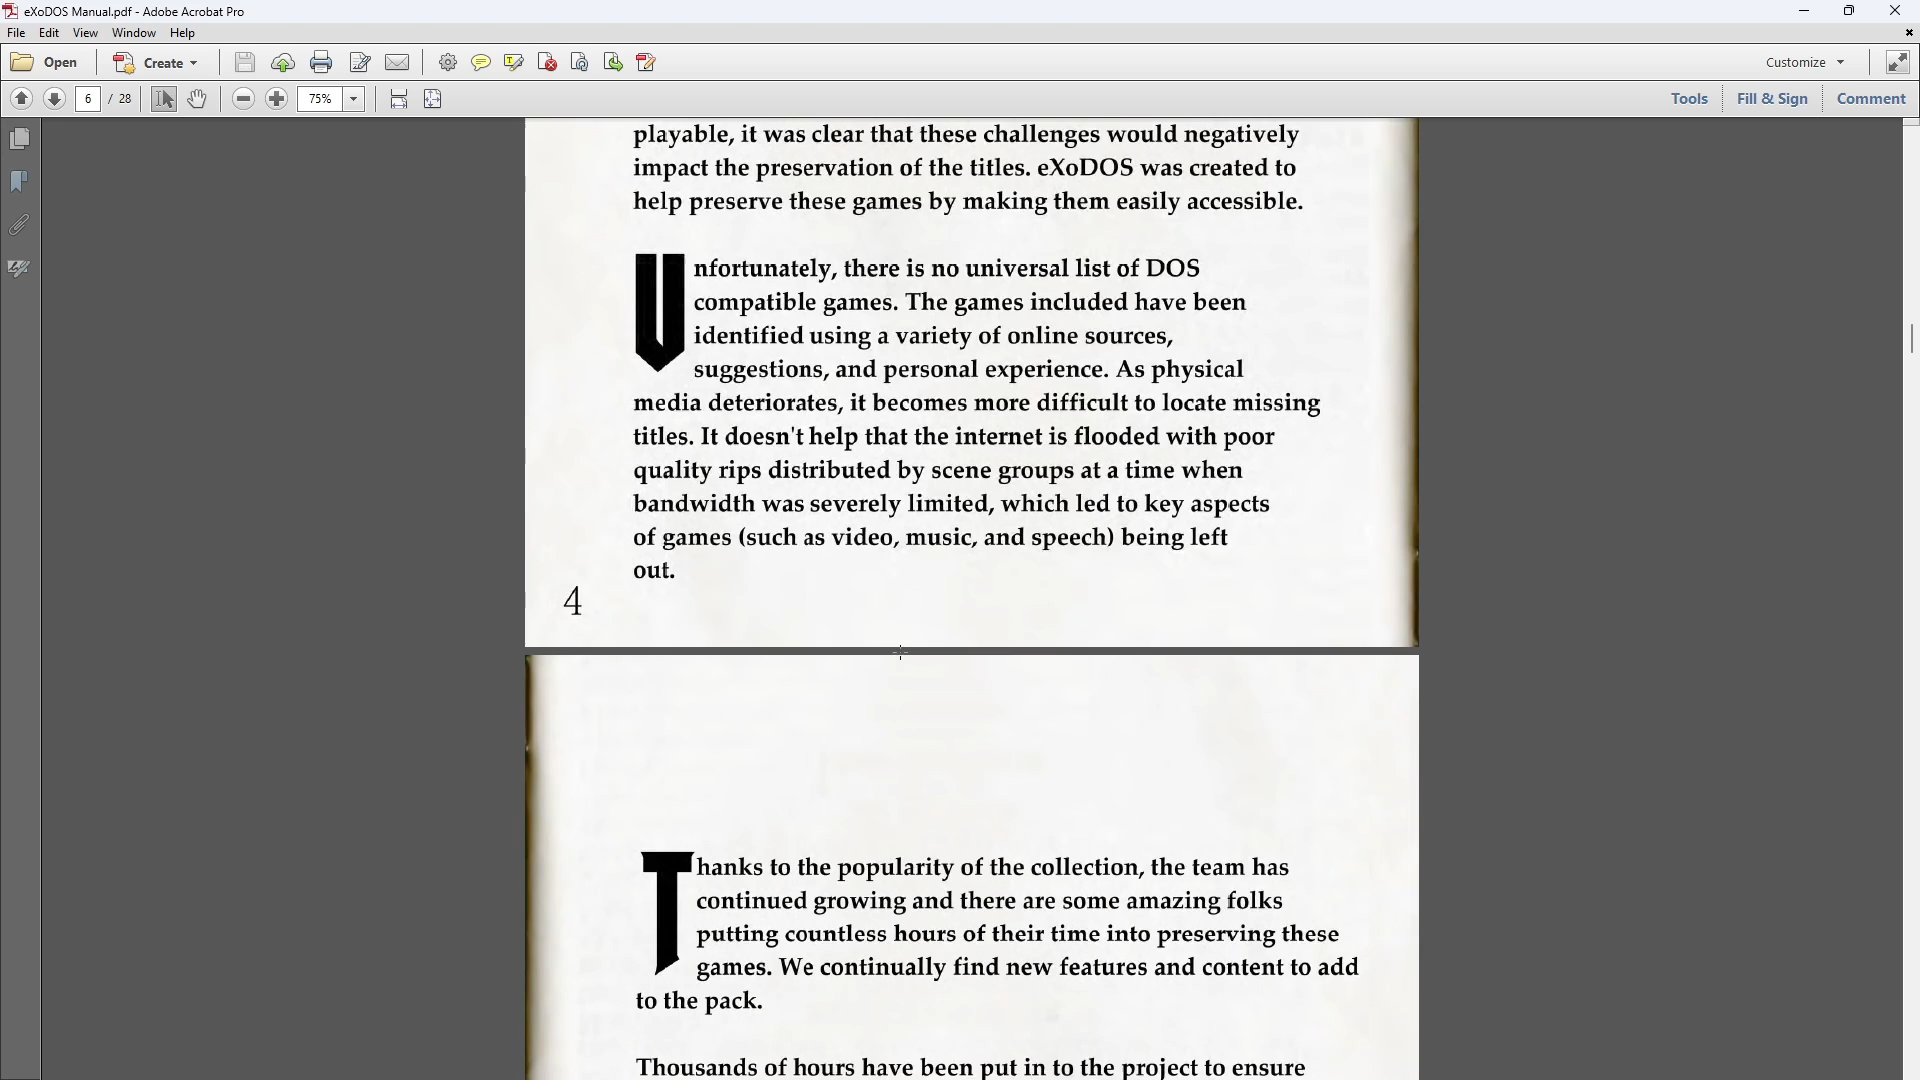 eXoDOS Manual.pdf - Adobe Acrobat Pro
File Edit View Window Help
Open Create Customize
6 / 28 75% Tools Fill & Sign Comment
playable, it was clear that these challenges would negatively
impact the preservation of the titles. eXoDOS was created to
help preserve these games by making them easily accessible.
Unfortunately, there is no universal list of DOS
compatible games. The games included have been
identified using a variety of online sources,
suggestions, and personal experience. As physical
media deteriorates, it becomes more difficult to locate missing
titles. It doesn't help that the internet is flooded with poor
quality rips distributed by scene groups at a time when
bandwidth was severely limited, which led to key aspects
of games (such as video, music, and speech) being left
out.
4
Thanks to the popularity of the collection, the team has
continued growing and there are some amazing folks
putting countless hours of their time into preserving these
games. We continually find new features and content to add
to the pack.
Thousands of hours have been put in to the project to ensure